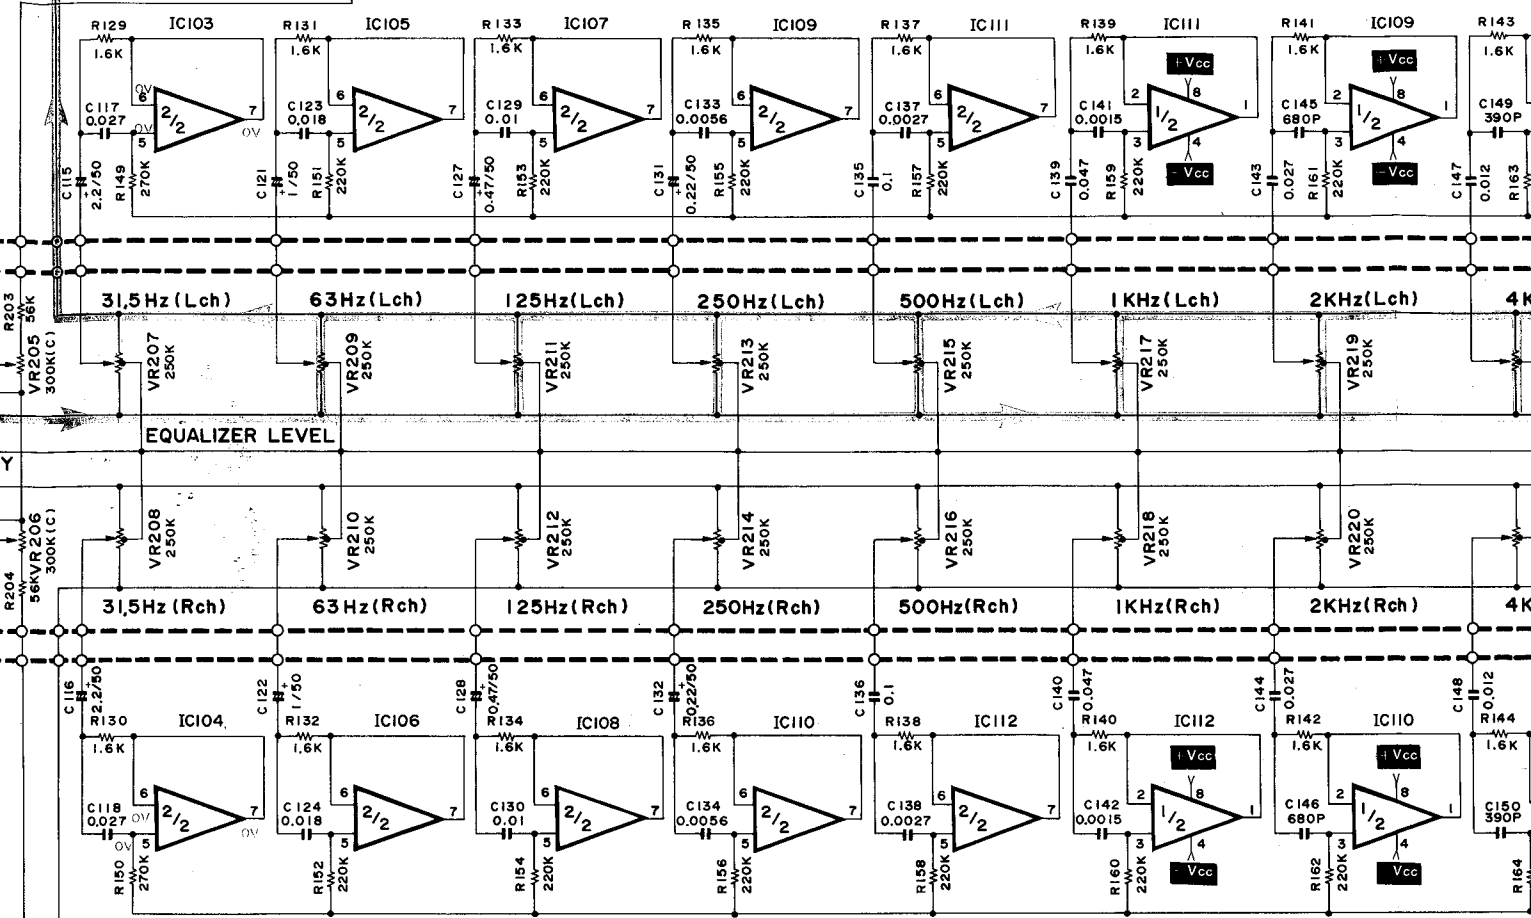 R129 IC103 R131 IC105 R133 IC107 R135 IC109 R137 IC111 R139 IC111 R141 IC109 R143
1.6K 1.6K 1.6K 1.6K 1.6K 1.6K 1.6K 1.6K
+Vcc +Vcc
0V 6 6 6 6 6 2 8 2 8
C117 0.027 2/2 7 C123 0.018 2/2 7 C129 0.01 2/2 7 C133 0.0056 2/2 7 C137 0.0027 2/2 7 C141 0.0015 1/2 1 C145 680P 1/2 1 C149 390P
0V 5 0V 5 5 5 5 3 4 3 4
-Vcc -Vcc
C115 2.2/50 R149 270K C121 1/50 R151 220K C127 0.47/50 R153 220K C131 0.22/50 R155 220K C135 0.1 R157 220K C139 0.047 R159 220K C143 0.027 R161 220K C147 0.012 R163
R203 56K
31.5Hz(Lch) 63Hz(Lch) 125Hz(Lch) 250Hz(Lch) 500Hz(Lch) 1KHz(Lch) 2KHz(Lch) 4K
VR205 300K(C) VR207 250K VR209 250K VR211 250K VR213 250K VR215 250K VR217 250K VR219 250K
EQUALIZER LEVEL
Y
VR206 300K(C) VR208 250K VR210 250K VR212 250K VR214 250K VR216 250K VR218 250K VR220 250K
R204 56K
31.5Hz(Rch) 63Hz(Rch) 125Hz(Rch) 250Hz(Rch) 500Hz(Rch) 1KHz(Rch) 2KHz(Rch) 4K
C116 2.2/50 C122 1/50 C128 0.47/50 C132 0.22/50 C136 0.1 C140 0.047 C144 0.027 C148 0.012
R130 IC104 R132 IC106 R134 IC108 R136 IC110 R138 IC112 R140 IC112 R142 IC110 R144
1.6K 1.6K 1.6K 1.6K 1.6K 1.6K 1.6K 1.6K
+Vcc +Vcc
6 6 6 6 6 2 8 2 8
C118 0.027 0V 2/2 7 C124 0.018 2/2 7 C130 0.01 2/2 7 C134 0.0056 2/2 7 C138 0.0027 2/2 7 C142 0.0015 1/2 1 C146 680P 1/2 1 C150 390P
0V 5 0V 5 5 5 5 3 4 3 4
Vcc -Vcc
R150 270K R152 220K R154 220K R156 220K R158 220K R160 220K R162 220K R164